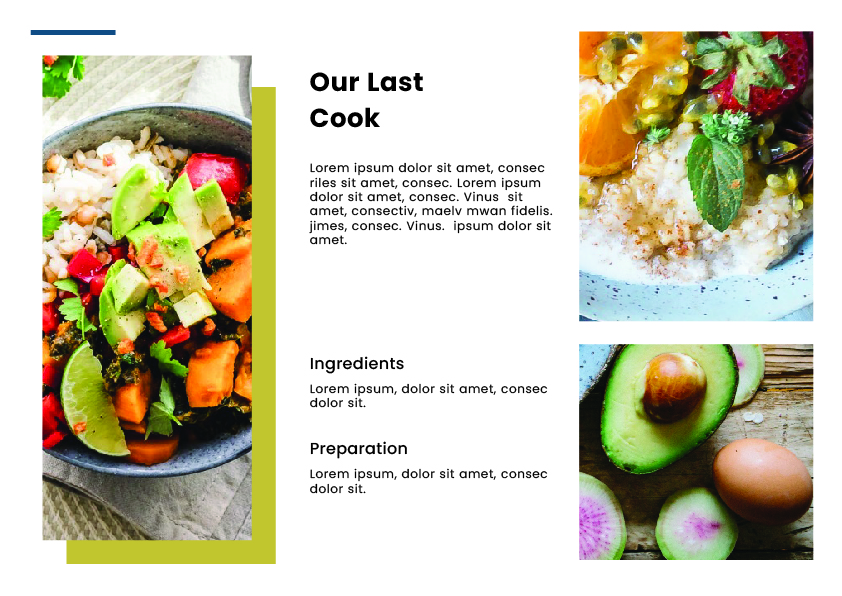 Our Last
Cook
Lorem ipsum dolor sit amet, consec
riles sit amet, consec. Lorem ipsum
dolor sit amet, consec. Vinus  sit
amet, consectiv, maelv mwan fidelis.
jimes, consec. Vinus.  ipsum dolor sit
amet.
Ingredients
Lorem ipsum, dolor sit amet, consec
dolor sit.
Preparation
Lorem ipsum, dolor sit amet, consec
dolor sit.